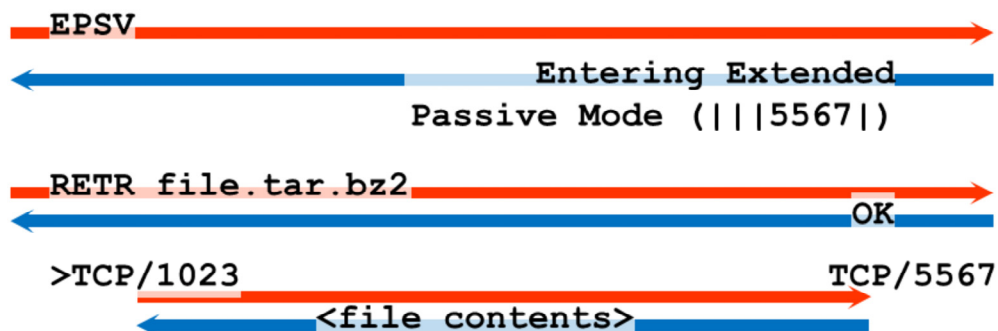 EPSV
Entering Extended
Passive Mode (|||5567|)
RETR file.tar.bz2
OK
>TCP/1023
TCP/5567
<file contents>